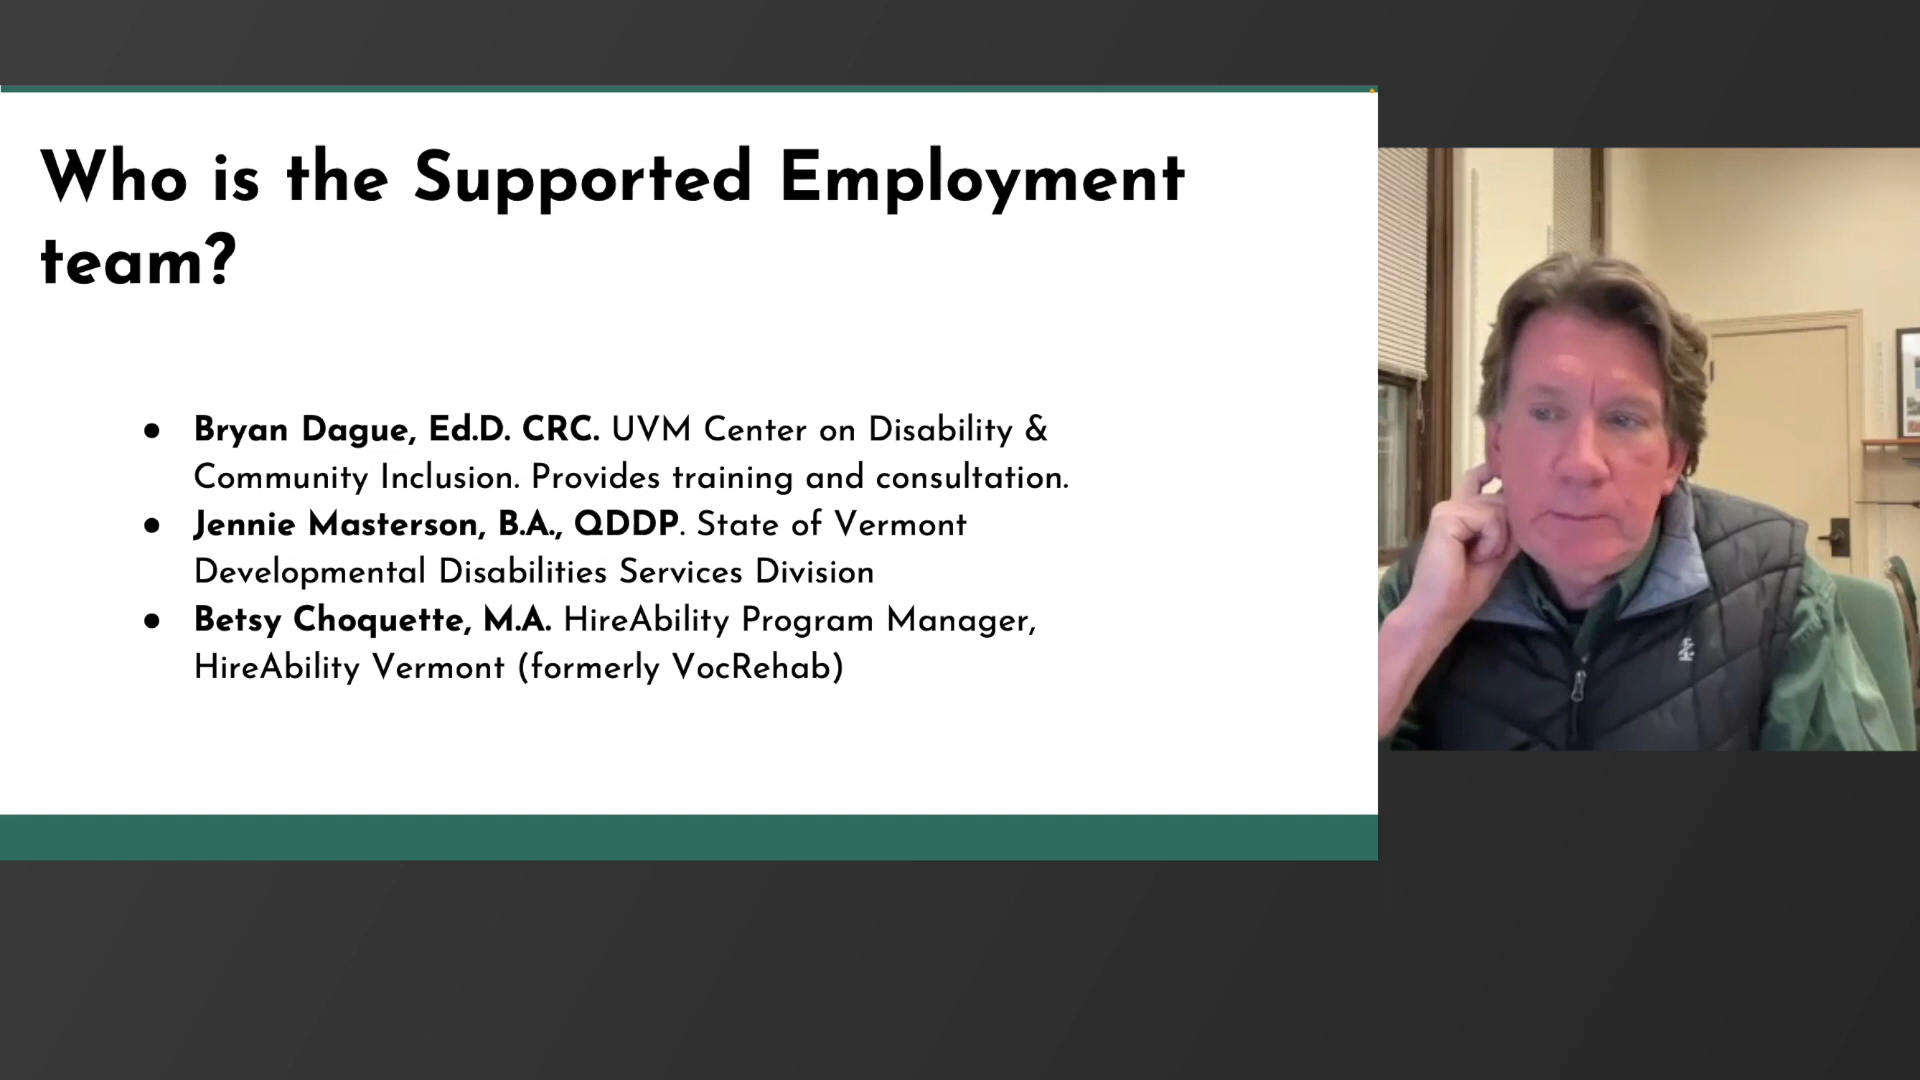 Who is the Supported Employment
team?
● Bryan Dague, Ed.D. CRC. UVM Center on Disability &
Community Inclusion. Provides training and consultation.
● Jennie Masterson, B.A., QDDP. State of Vermont
Developmental Disabilities Services Division
● Betsy Choquette, M.A. HireAbility Program Manager,
HireAbility Vermont (formerly VocRehab)